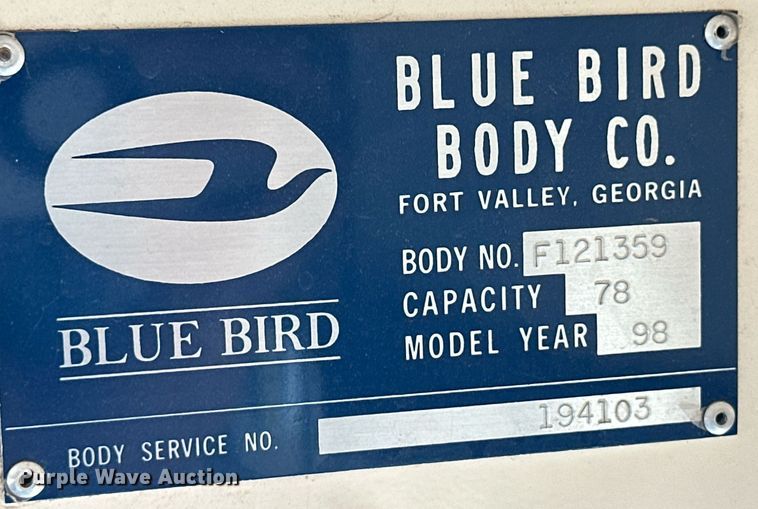 BLUE BIRD
BODY CO.
FORT VALLEY, GEORGIA
BODY NO. F121359
CAPACITY 78
MODEL YEAR 98
BLUE BIRD
BODY SERVICE NO. 194103
Purple Wave Auction